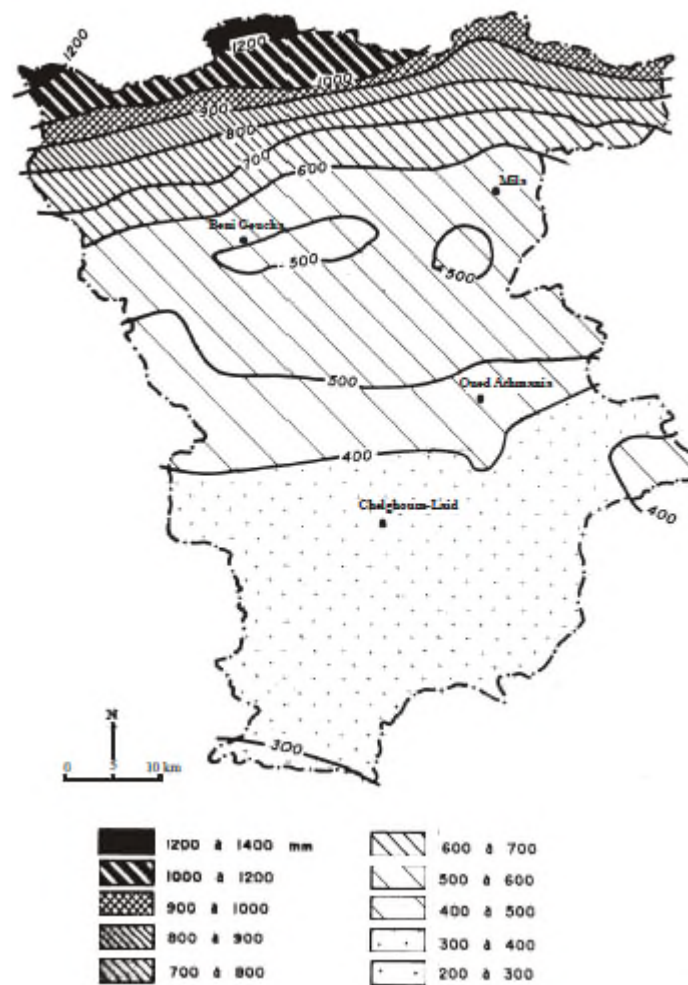 1200
1200
1000
900
800
700
600
Mila
Beni Guecha
500
500
500
Oued Athmania
400
Chelghoum-Laid
400
300
N
0 5 10 km
1200 à 1400 mm
1000 à 1200
900 à 1000
800 à 900
700 à 800
600 à 700
500 à 600
400 à 500
300 à 400
200 à 300